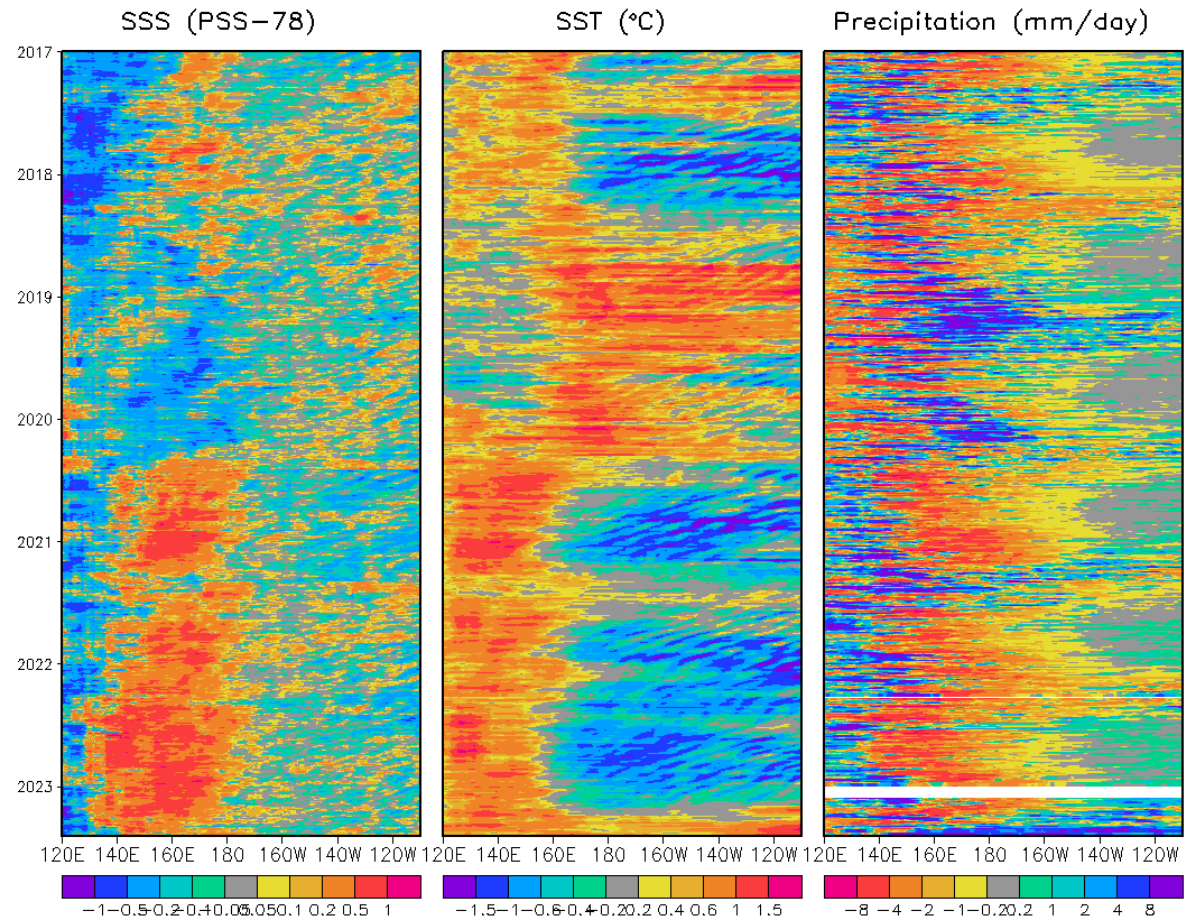 SSS (PSS-78) SST (°C) Precipitation (mm/day)
2017
2018
2019
2020
2021
2022
2023
120E 140E 160E 180 160W 140W 120W 120E 140E 160E 180 160W 140W 120W 120E 140E 160E 180 160W 140W 120W
-1 -0.5 -0.2 -0.1 -0.05 0.05 0.1 0.2 0.5 1 -1.5 -1 -0.6 -0.4 -0.2 0.2 0.4 0.6 1 1.5 -8 -4 -2 -1 -0.2 0.2 1 2 4 8